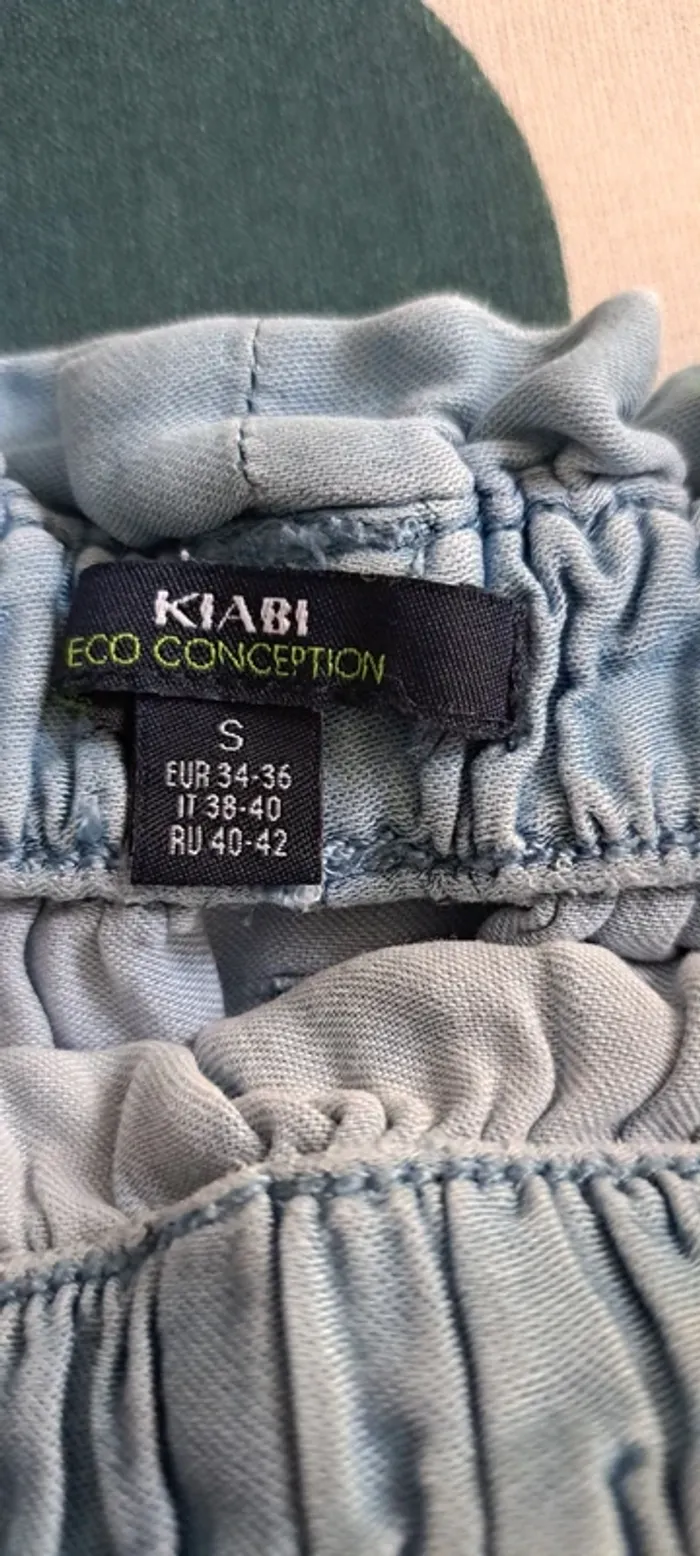 KIABI
ECO CONCEPTION
S
EUR 34-36
IT 38-40
RU 40-42